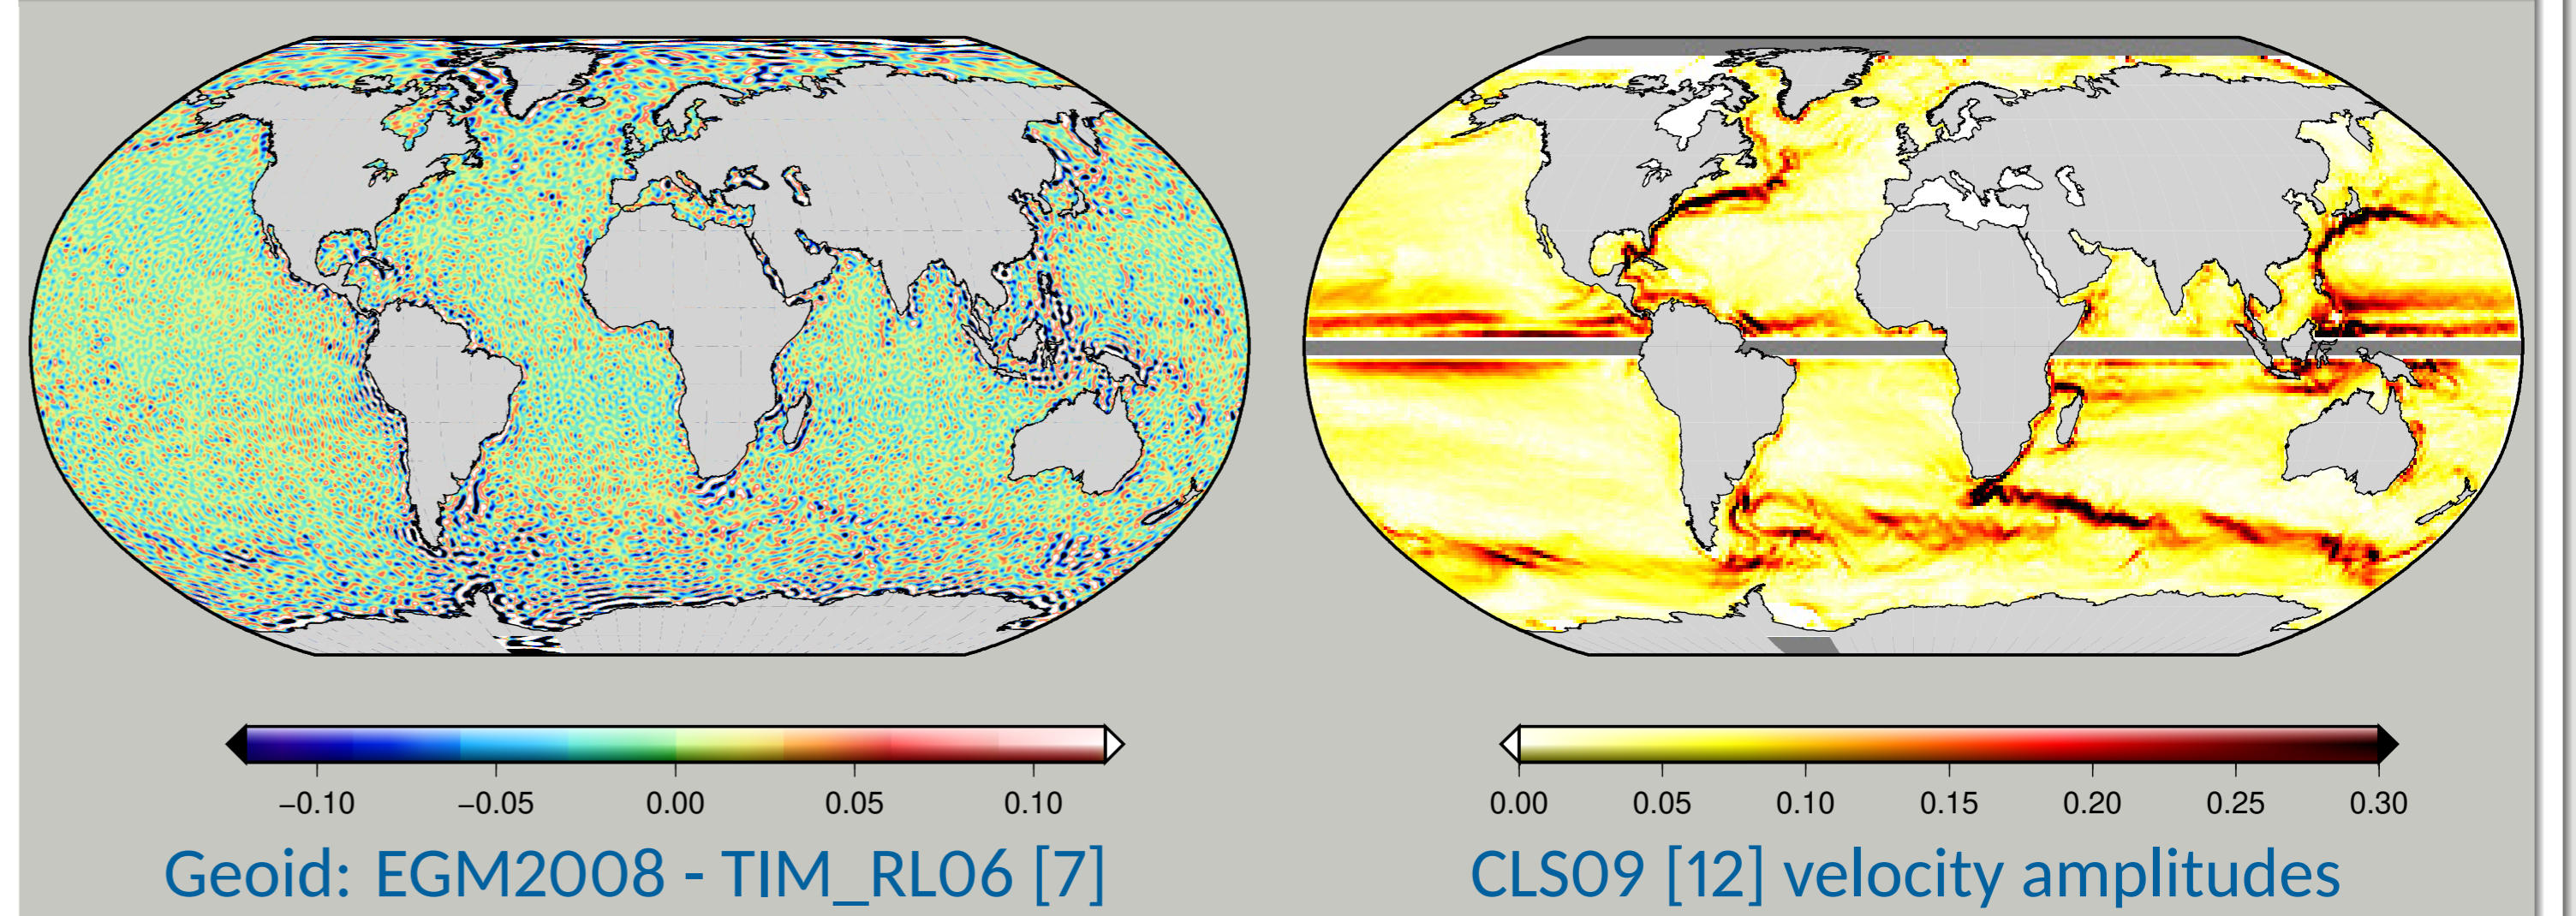 −0.10 −0.05 0.00 0.05 0.10
Geoid: EGM2008 - TIM_RL06 [7]
0.00 0.05 0.10 0.15 0.20 0.25 0.30
CLS09 [12] velocity amplitudes